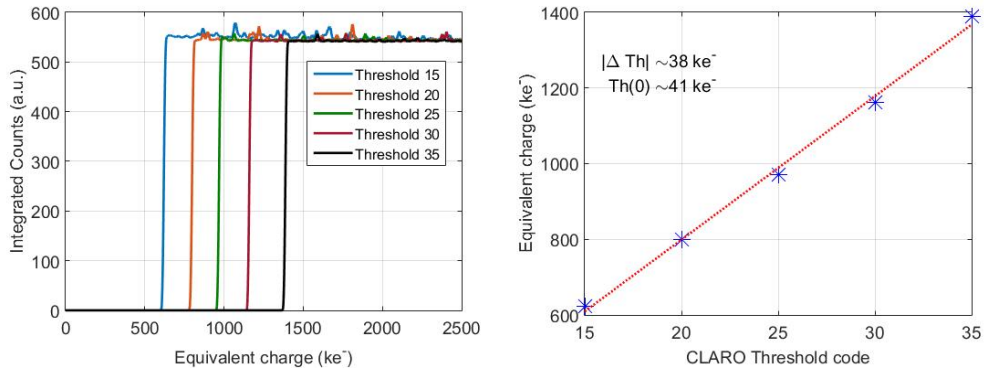 600
500
400
300
200
100
0
Integrated Counts (a.u.)
Threshold 15
Threshold 20
Threshold 25
Threshold 30
Threshold 35
0 500 1000 1500 2000 2500
Equivalent charge (ke⁻)
1400
1200
1000
800
600
Equivalent charge (ke⁻)
|Δ Th| ~38 ke⁻
Th(0) ~41 ke⁻
15 20 25 30 35
CLARO Threshold code